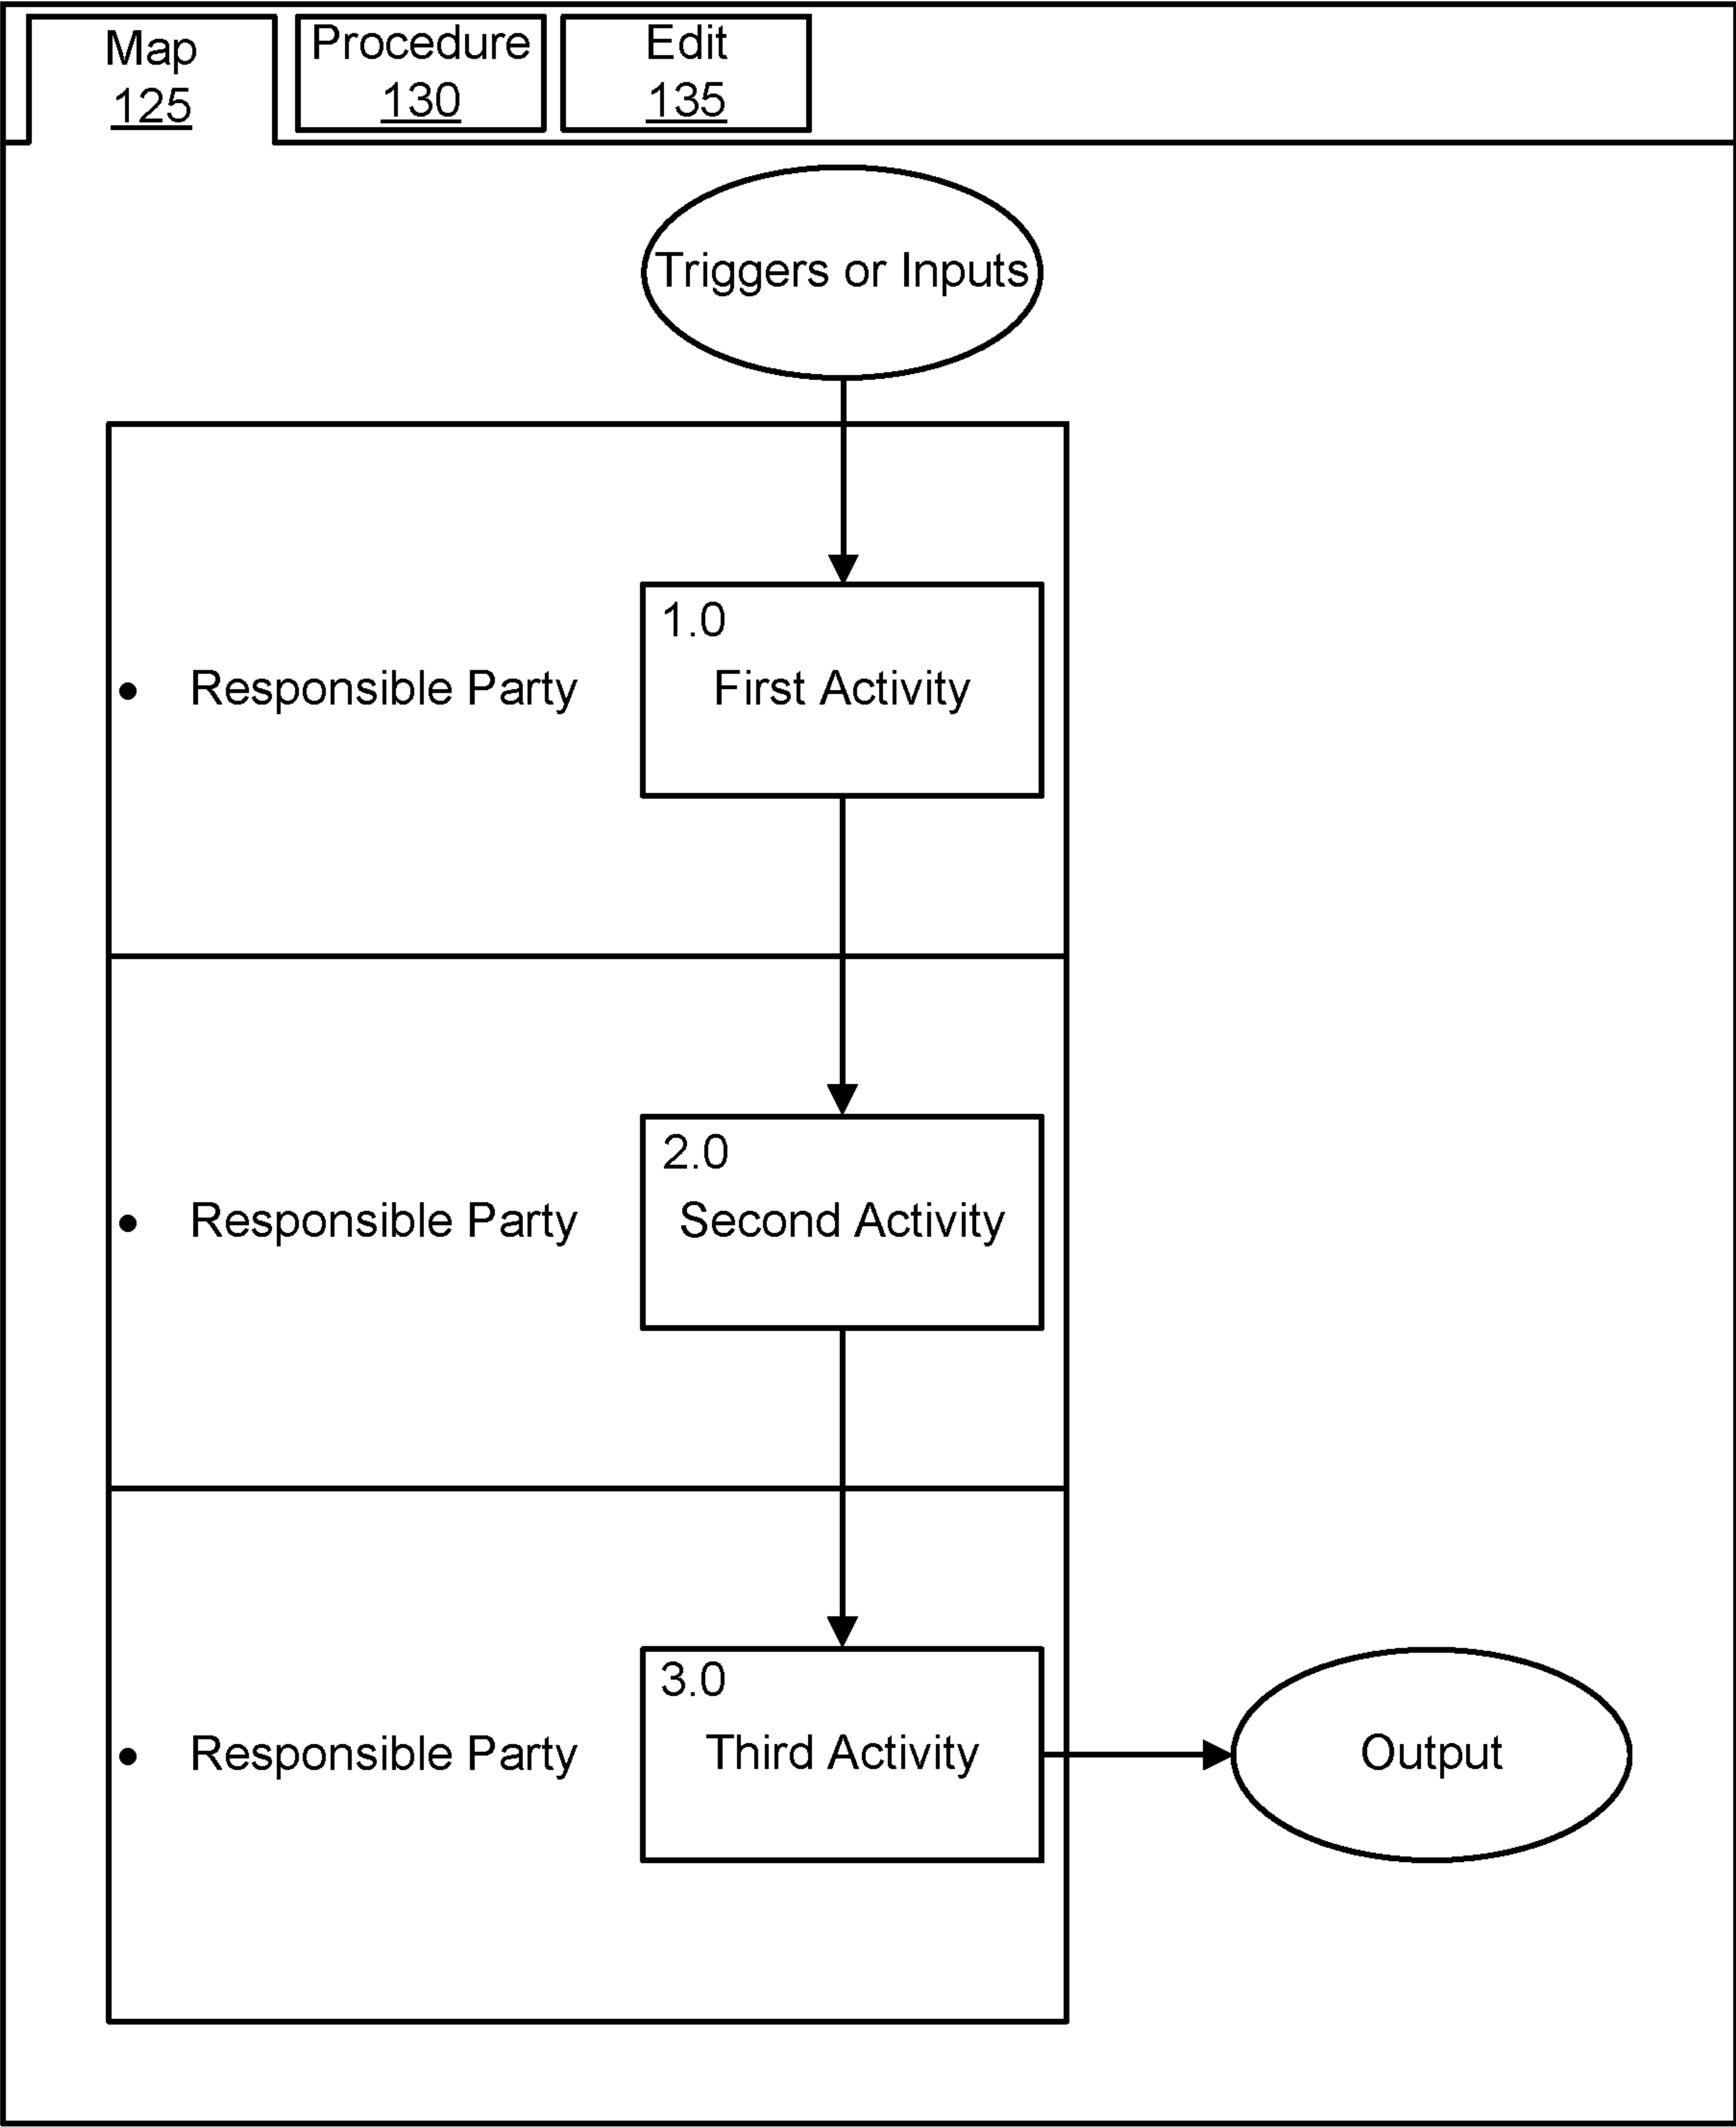 Map
125
Procedure
130
Edit
135
Triggers or Inputs
1.0
• Responsible Party
First Activity
2.0
• Responsible Party
Second Activity
3.0
• Responsible Party
Third Activity
Output